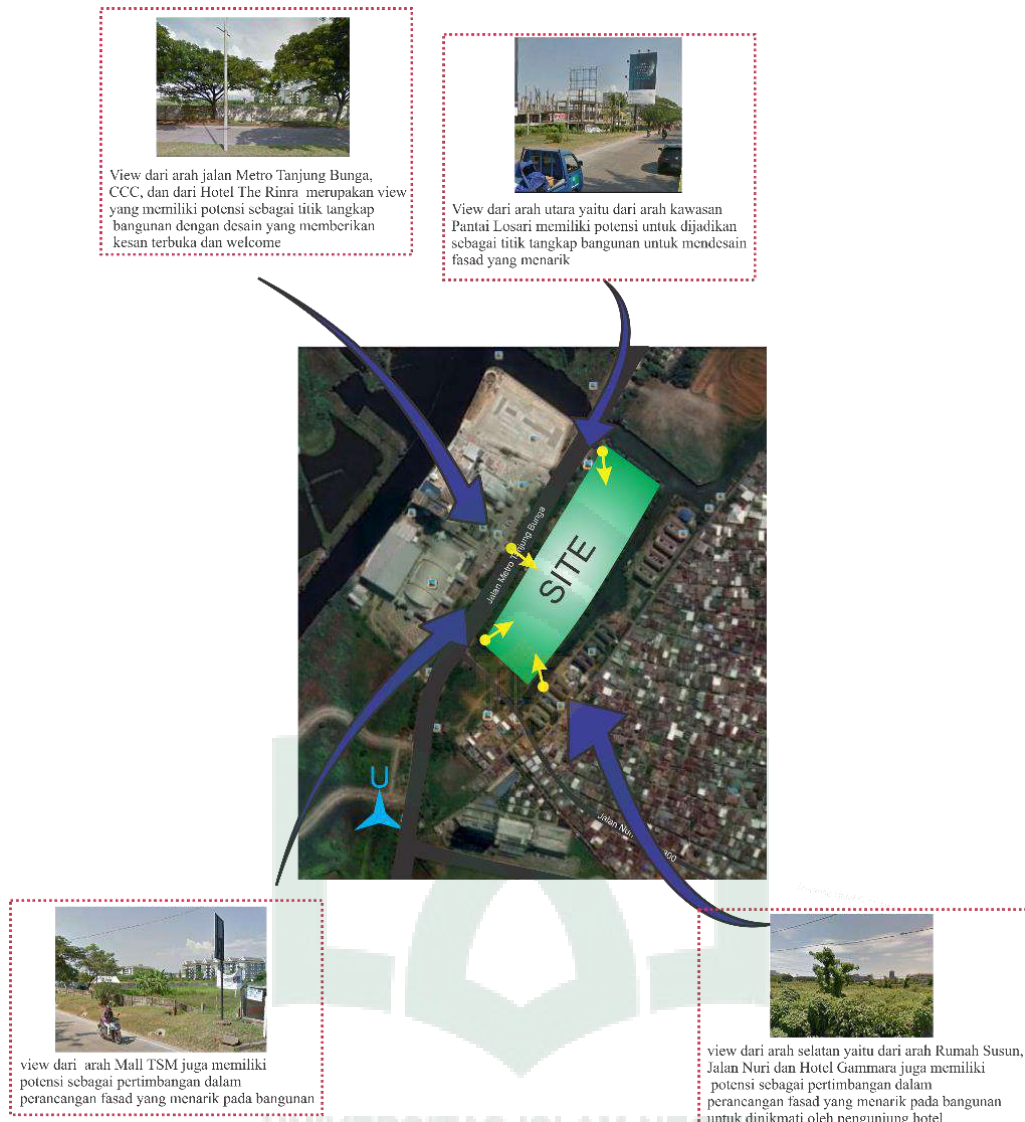 View dari arah jalan Metro Tanjung Bunga,
CCC, dan dari Hotel The Rinra merupakan view
yang memiliki potensi sebagai titik tangkap
bangunan dengan desain yang memberikan
kesan terbuka dan welcome
View dari arah utara yaitu dari arah kawasan
Pantai Losari memiliki potensi untuk dijadikan
sebagai titik tangkap bangunan untuk mendesain
fasad yang menarik
Jalan Metro Tanjung Bunga
SITE
U
Jalan Nuri
view dari arah Mall TSM juga memiliki
potensi sebagai pertimbangan dalam
perancangan fasad yang menarik pada bangunan
view dari arah selatan yaitu dari arah Rumah Susun,
Jalan Nuri dan Hotel Gammara juga memiliki
potensi sebagai pertimbangan dalam
perancangan fasad yang menarik pada bangunan
untuk dinikmati oleh pengunjung hotel
UNIVERSITAS ISLAM